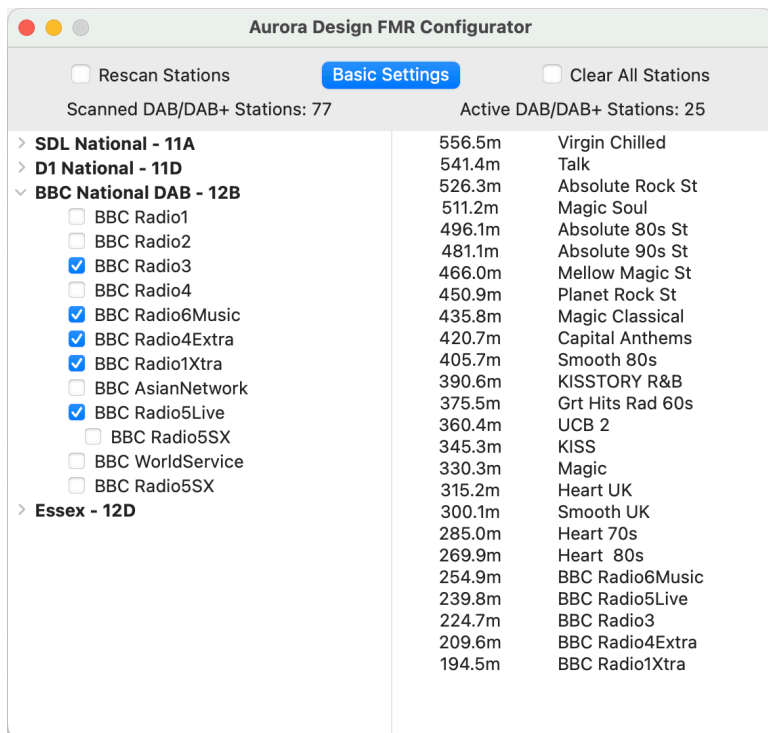 Aurora Design FMR Configurator
Rescan Stations
Basic Settings
Clear All Stations
Scanned DAB/DAB+ Stations: 77
Active DAB/DAB+ Stations: 25
SDL National - 11A
D1 National - 11D
BBC National DAB - 12B
BBC Radio1
BBC Radio2
BBC Radio3
BBC Radio4
BBC Radio6Music
BBC Radio4Extra
BBC Radio1Xtra
BBC AsianNetwork
BBC Radio5Live
BBC Radio5SX
BBC WorldService
BBC Radio5SX
Essex - 12D
556.5m Virgin Chilled
541.4m Talk
526.3m Absolute Rock St
511.2m Magic Soul
496.1m Absolute 80s St
481.1m Absolute 90s St
466.0m Mellow Magic St
450.9m Planet Rock St
435.8m Magic Classical
420.7m Capital Anthems
405.7m Smooth 80s
390.6m KISSTORY R&B
375.5m Grt Hits Rad 60s
360.4m UCB 2
345.3m KISS
330.3m Magic
315.2m Heart UK
300.1m Smooth UK
285.0m Heart 70s
269.9m Heart  80s
254.9m BBC Radio6Music
239.8m BBC Radio5Live
224.7m BBC Radio3
209.6m BBC Radio4Extra
194.5m BBC Radio1Xtra